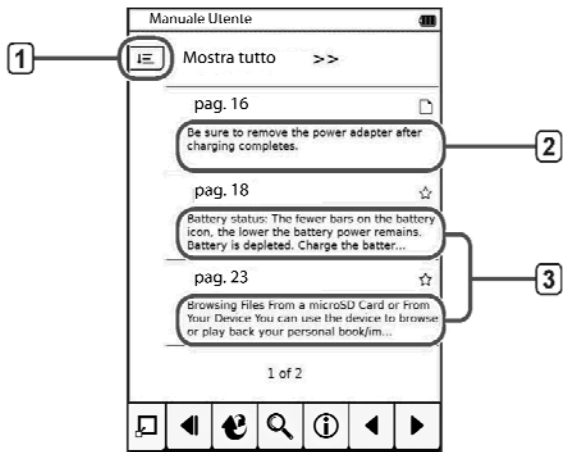 Manuale Utente
1
Mostra tutto >>
pag. 16
Be sure to remove the power adapter after
charging completes.
2
pag. 18
Battery status: The fewer bars on the battery
icon, the lower the battery power remains.
Battery is depleted. Charge the batter...
3
pag. 23
Browsing Files From a microSD Card or From
Your Device You can use the device to browse
or play back your personal book/im...
1 of 2